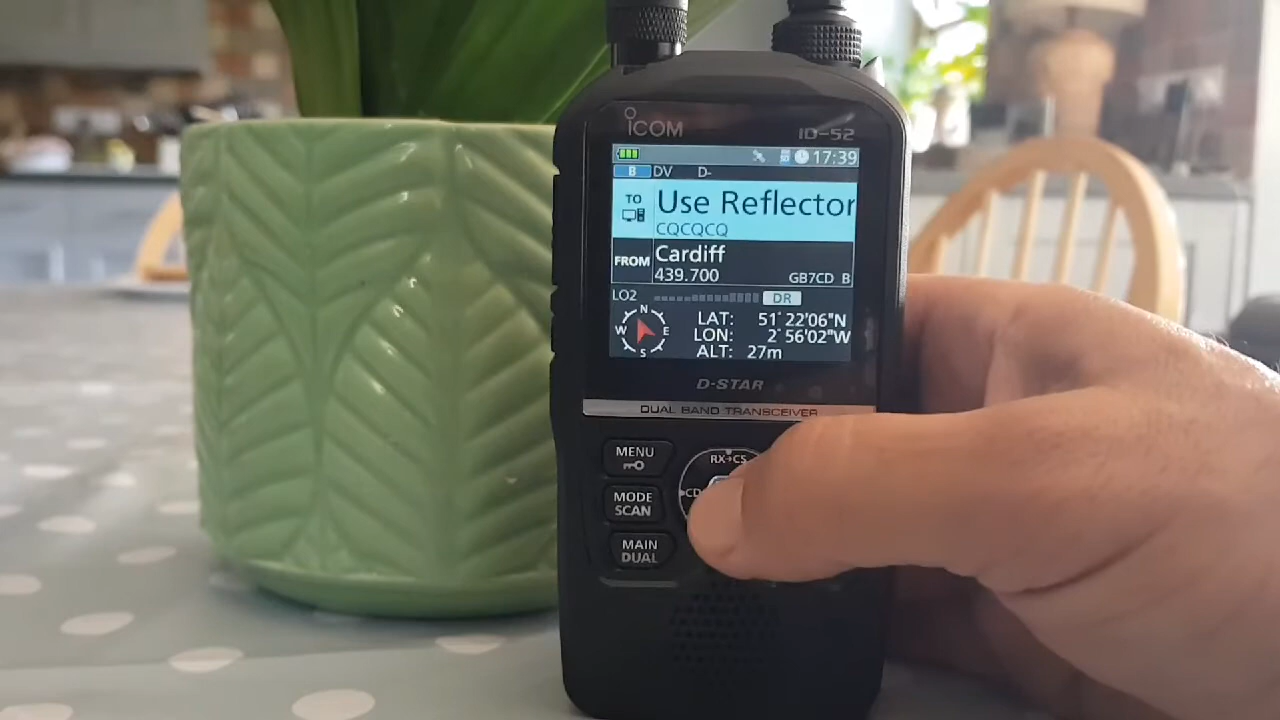 iCOM ID-52
17:39
B DV D-
TO Use Reflector
CQCQCQ
FROM Cardiff
439.700 GB7CD B
LO2 DR
N
W E
S
LAT: 51°22'06"N
LON: 2°56'02"W
ALT: 27m
D-STAR
DUAL BAND TRANSCEIVER
MENU
RX→CS
MODE
SCAN
CD
MAIN
DUAL